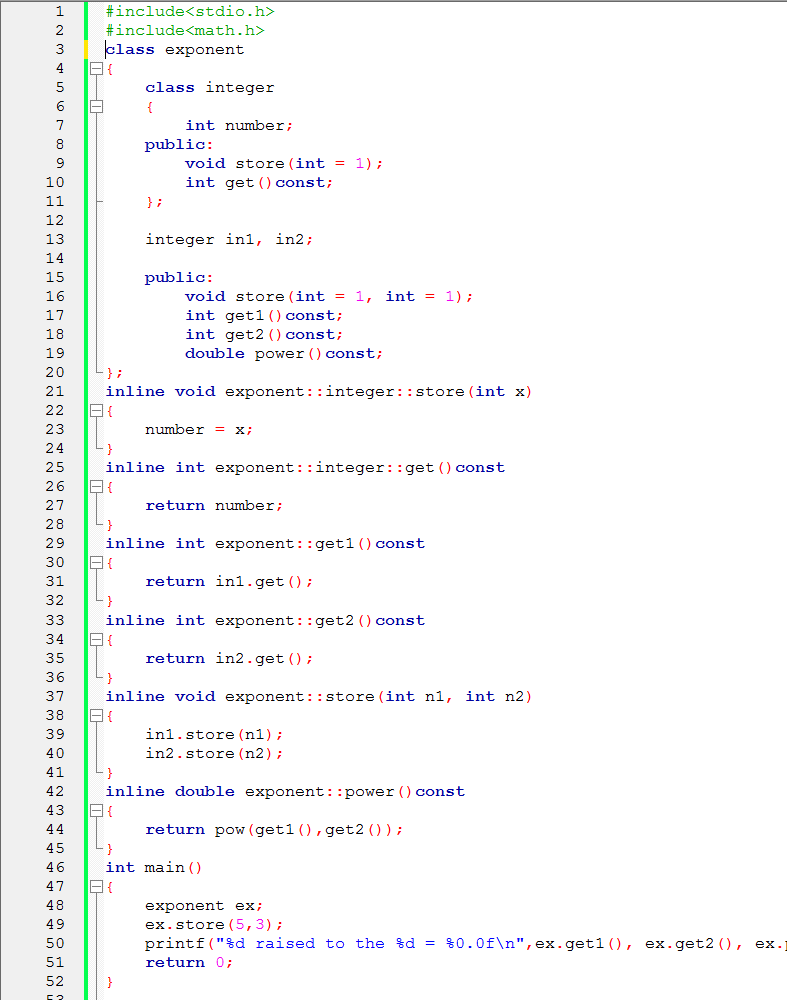 1 #include<stdio.h>
2 #include<math.h>
3 class exponent
4 {
5 class integer
6 {
7 int number;
8 public:
9 void store(int = 1);
10 int get()const;
11 };
12
13 integer in1, in2;
14
15 public:
16 void store(int = 1, int = 1);
17 int get1()const;
18 int get2()const;
19 double power()const;
20 };
21 inline void exponent::integer::store(int x)
22 {
23 number = x;
24 }
25 inline int exponent::integer::get()const
26 {
27 return number;
28 }
29 inline int exponent::get1()const
30 {
31 return in1.get();
32 }
33 inline int exponent::get2()const
34 {
35 return in2.get();
36 }
37 inline void exponent::store(int n1, int n2)
38 {
39 in1.store(n1);
40 in2.store(n2);
41 }
42 inline double exponent::power()const
43 {
44 return pow(get1(),get2());
45 }
46 int main()
47 {
48 exponent ex;
49 ex.store(5,3);
50 printf("%d raised to the %d = %0.0f\n",ex.get1(), ex.get2(), ex.
51 return 0;
52 }